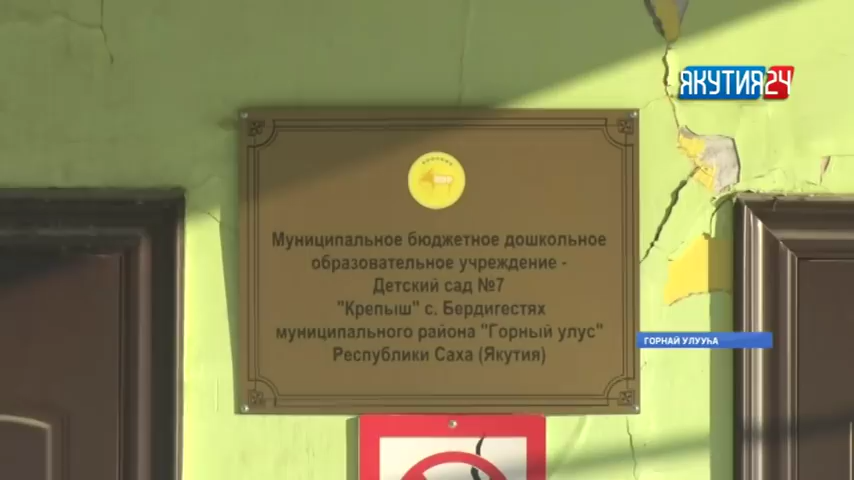 ЯКУТИЯ24
Муниципальное бюджетное дошкольное
образовательное учреждение -
Детский сад №7
"Крепыш" с. Бердигестях
муниципального района "Горный улус"
Республики Саха (Якутия)
ГОРНАЙ УЛУУҺА